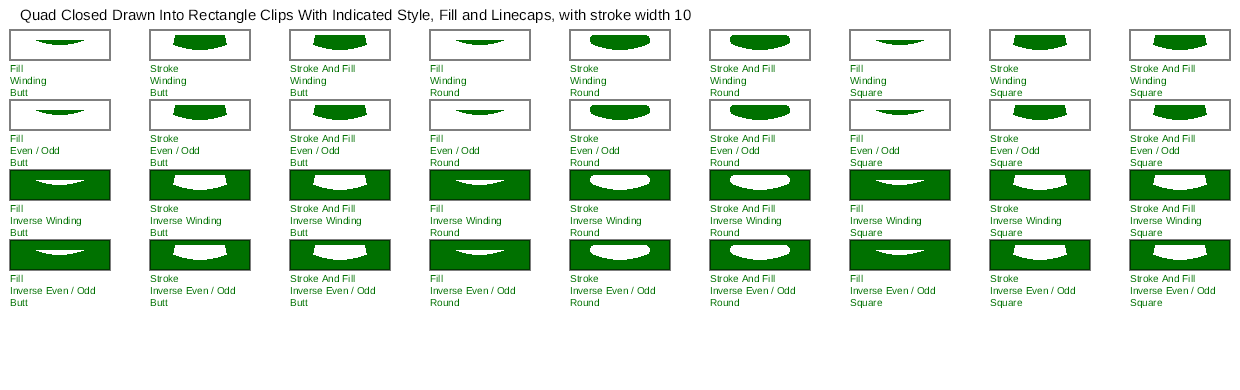 Quad Closed Drawn Into Rectangle Clips With Indicated Style, Fill and Linecaps, with stroke width 10
Fill
Winding
Butt
Stroke
Winding
Butt
Stroke And Fill
Winding
Butt
Fill
Winding
Round
Stroke
Winding
Round
Stroke And Fill
Winding
Round
Fill
Winding
Square
Stroke
Winding
Square
Stroke And Fill
Winding
Square
Fill
Even / Odd
Butt
Stroke
Even / Odd
Butt
Stroke And Fill
Even / Odd
Butt
Fill
Even / Odd
Round
Stroke
Even / Odd
Round
Stroke And Fill
Even / Odd
Round
Fill
Even / Odd
Square
Stroke
Even / Odd
Square
Stroke And Fill
Even / Odd
Square
Fill
Inverse Winding
Butt
Stroke
Inverse Winding
Butt
Stroke And Fill
Inverse Winding
Butt
Fill
Inverse Winding
Round
Stroke
Inverse Winding
Round
Stroke And Fill
Inverse Winding
Round
Fill
Inverse Winding
Square
Stroke
Inverse Winding
Square
Stroke And Fill
Inverse Winding
Square
Fill
Inverse Even / Odd
Butt
Stroke
Inverse Even / Odd
Butt
Stroke And Fill
Inverse Even / Odd
Butt
Fill
Inverse Even / Odd
Round
Stroke
Inverse Even / Odd
Round
Stroke And Fill
Inverse Even / Odd
Round
Fill
Inverse Even / Odd
Square
Stroke
Inverse Even / Odd
Square
Stroke And Fill
Inverse Even / Odd
Square